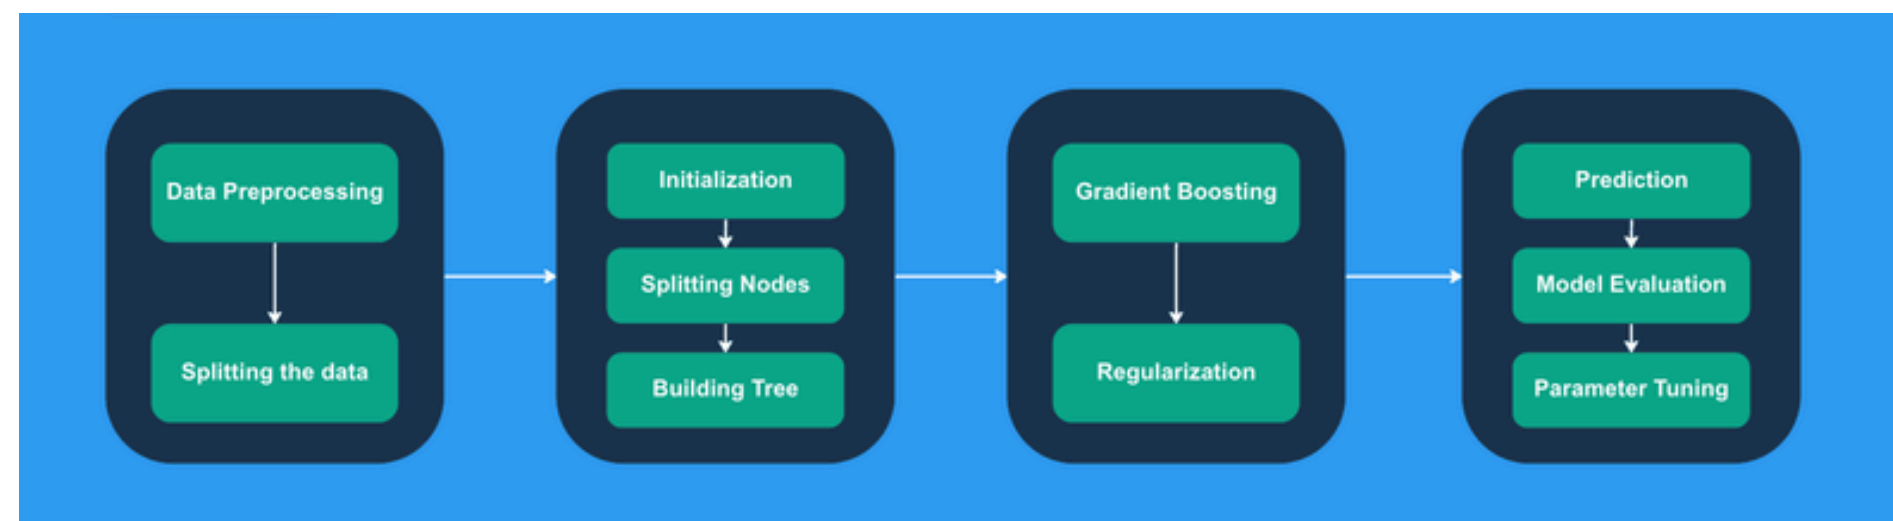 Data Preprocessing
Splitting the data
Initialization
Splitting Nodes
Building Tree
Gradient Boosting
Regularization
Prediction
Model Evaluation
Parameter Tuning